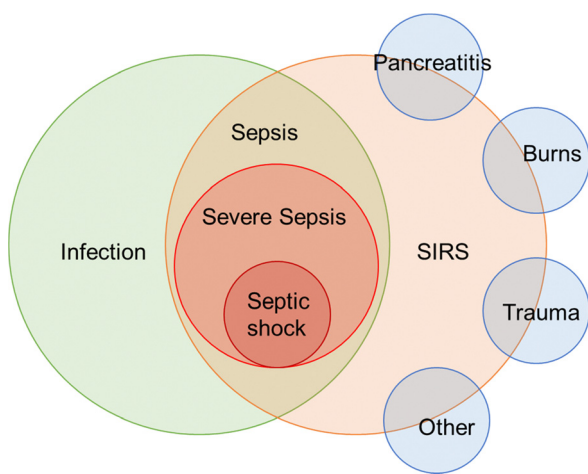 Pancreatitis
Sepsis
Burns
Severe Sepsis
Infection
SIRS
Septic
shock
Trauma
Other